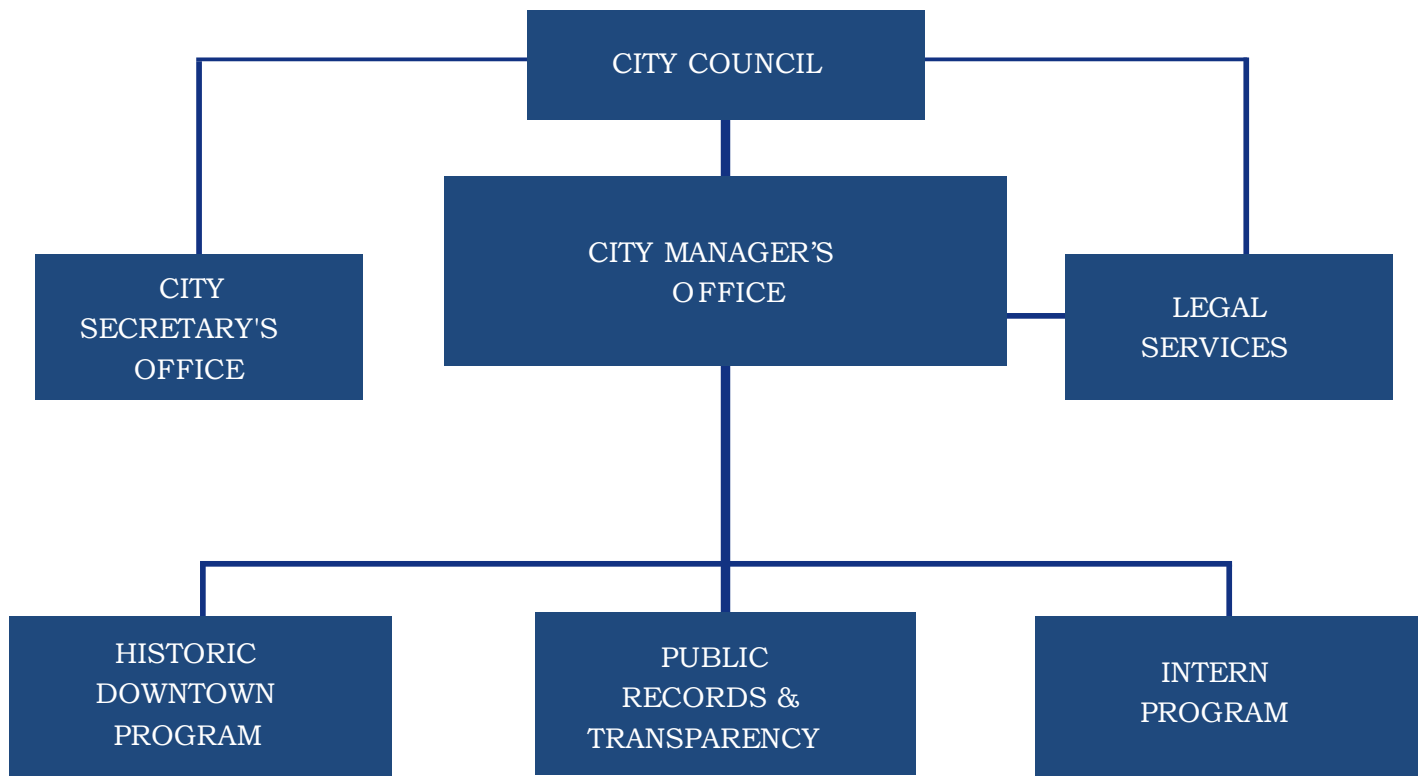 CITY COUNCIL
CITY MANAGER’S
OFFICE
CITY
SECRETARY'S
OFFICE
LEGAL
SERVICES
HISTORIC
DOWNTOWN
PROGRAM
PUBLIC
RECORDS &
TRANSPARENCY
INTERN
PROGRAM